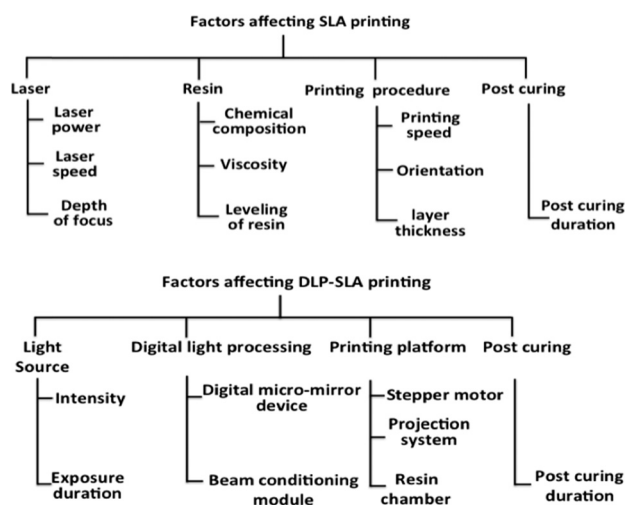 Factors affecting SLA printing
Laser
Laser
power
Laser
speed
Depth
of focus
Resin
Chemical
composition
Viscosity
Leveling
of resin
Printing procedure
Printing
speed
Orientation
layer
thickness
Post curing
Post curing
duration
Factors affecting DLP-SLA printing
Light
Source
Intensity
Exposure
duration
Digital light processing
Digital micro-mirror
device
Beam conditioning
module
Printing platform
Stepper motor
Projection
system
Resin
chamber
Post curing
Post curing
duration